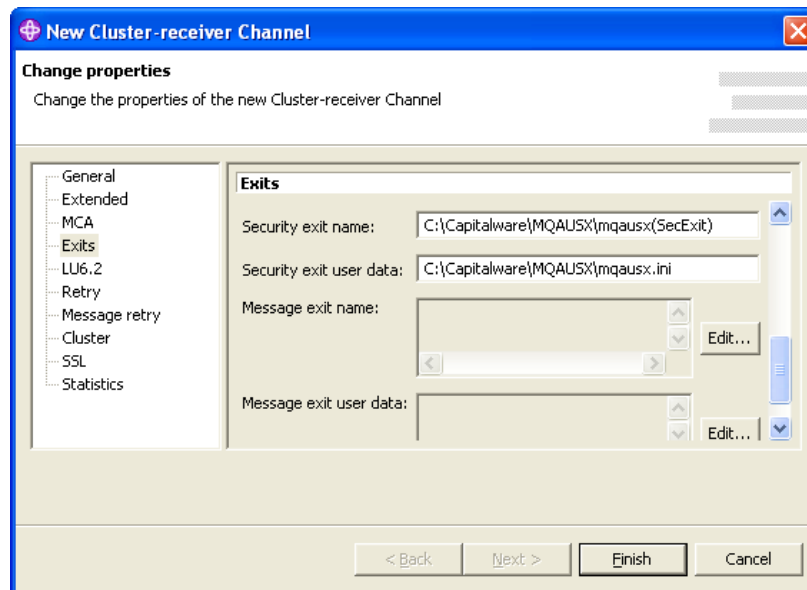 New Cluster-receiver Channel
Change properties
Change the properties of the new Cluster-receiver Channel
General
Extended
MCA
Exits
LU6.2
Retry
Message retry
Cluster
SSL
Statistics
Exits
Security exit name: C:\Capitalware\MQAUSX\mqausx(SecExit)
Security exit user data: C:\Capitalware\MQAUSX\mqausx.ini
Message exit name:
Edit...
Message exit user data:
Edit...
< Back Next > Finish Cancel